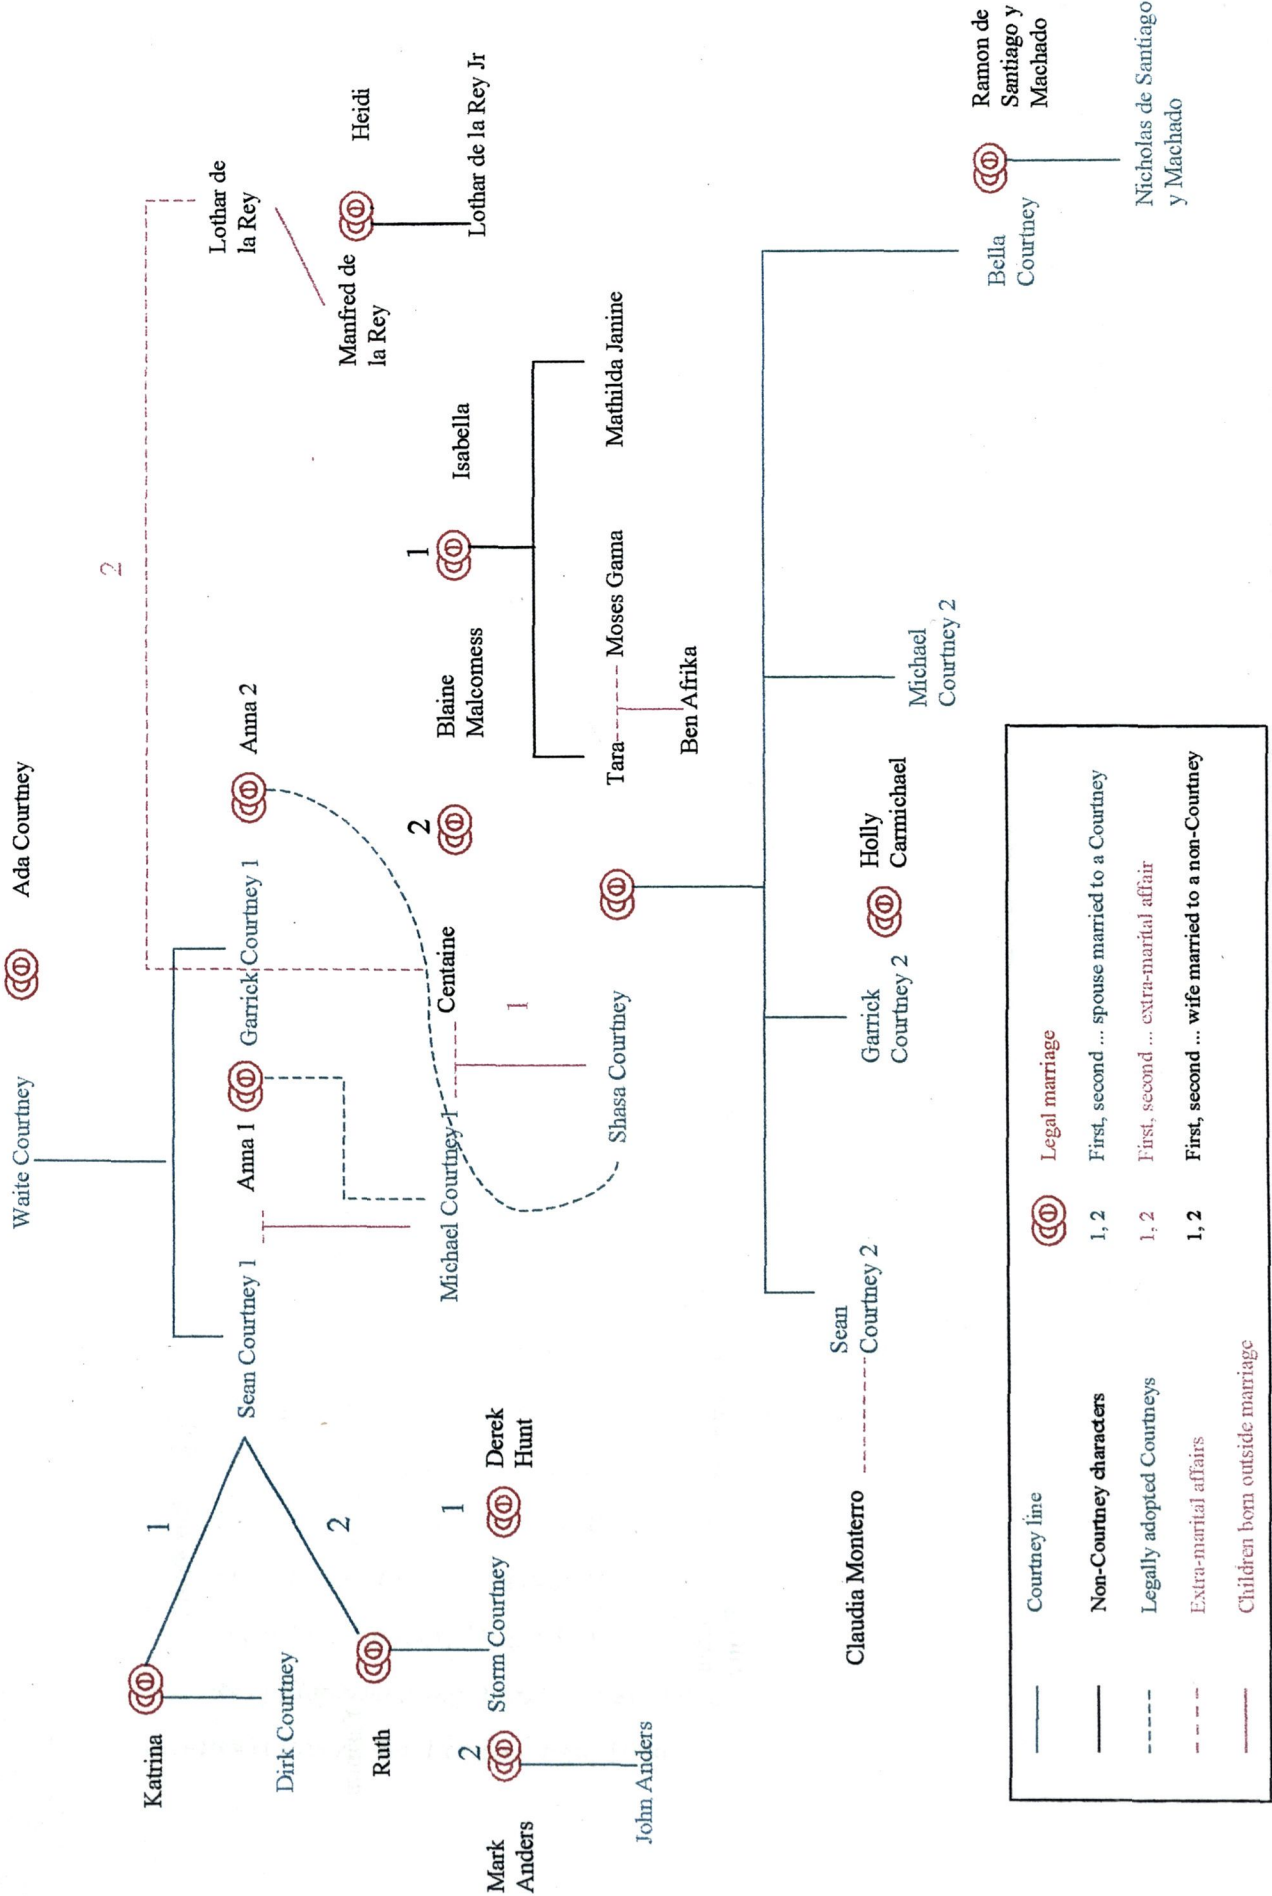 Waite Courtney
Ada Courtney
2
Lothar de
la Rey
Katrina
1
Sean Courtney 1
Anna 1
Garrick Courtney 1
Anna 2
Manfred de
la Rey
Heidi
Dirk Courtney
2
Ruth
Michael Courtney 1
Centaine
2
Blaine
Malcomess
1
Isabella
Lothar de la Rey Jr
Mark
Anders
2
Storm Courtney
1
Derek
Hunt
1
John Anders
Shasa Courtney
Tara
Moses Gama
Mathilda Janine
Ben Afrika
Claudia Monterro
Sean
Courtney 2
Garrick
Courtney 2
Holly
Carmichael
Michael
Courtney 2
Bella
Courtney
Ramon de
Santiago y
Machado
Nicholas de Santiago
y Machado
Courtney line
Non-Courtney characters
Legally adopted Courtneys
Extra-marital affairs
Children born outside marriage
Legal marriage
1, 2 First, second ... spouse married to a Courtney
1, 2 First, second ... extra-marital affair
1, 2 First, second ... wife married to a non-Courtney